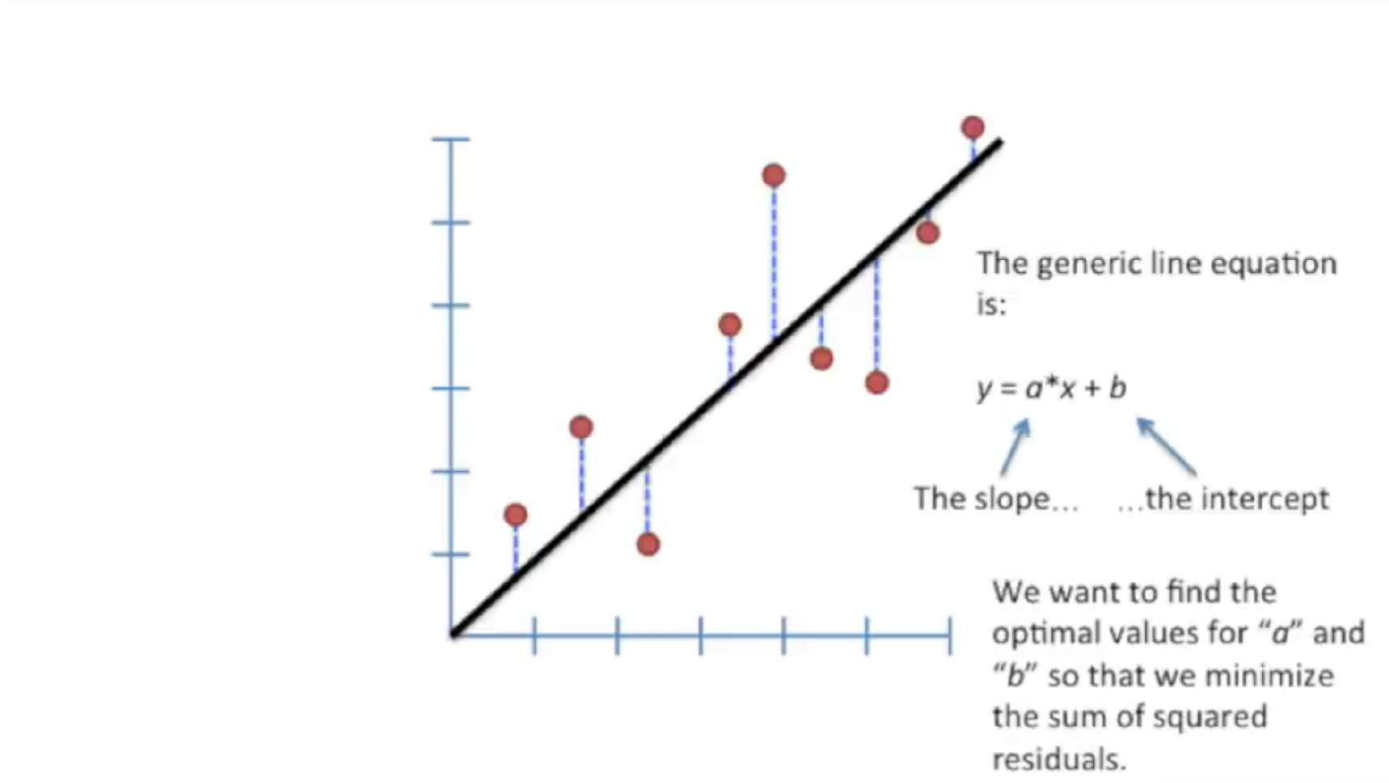 The generic line equation
is:
y = a*x + b
The slope... ...the intercept
We want to find the
optimal values for “a” and
“b” so that we minimize
the sum of squared
residuals.